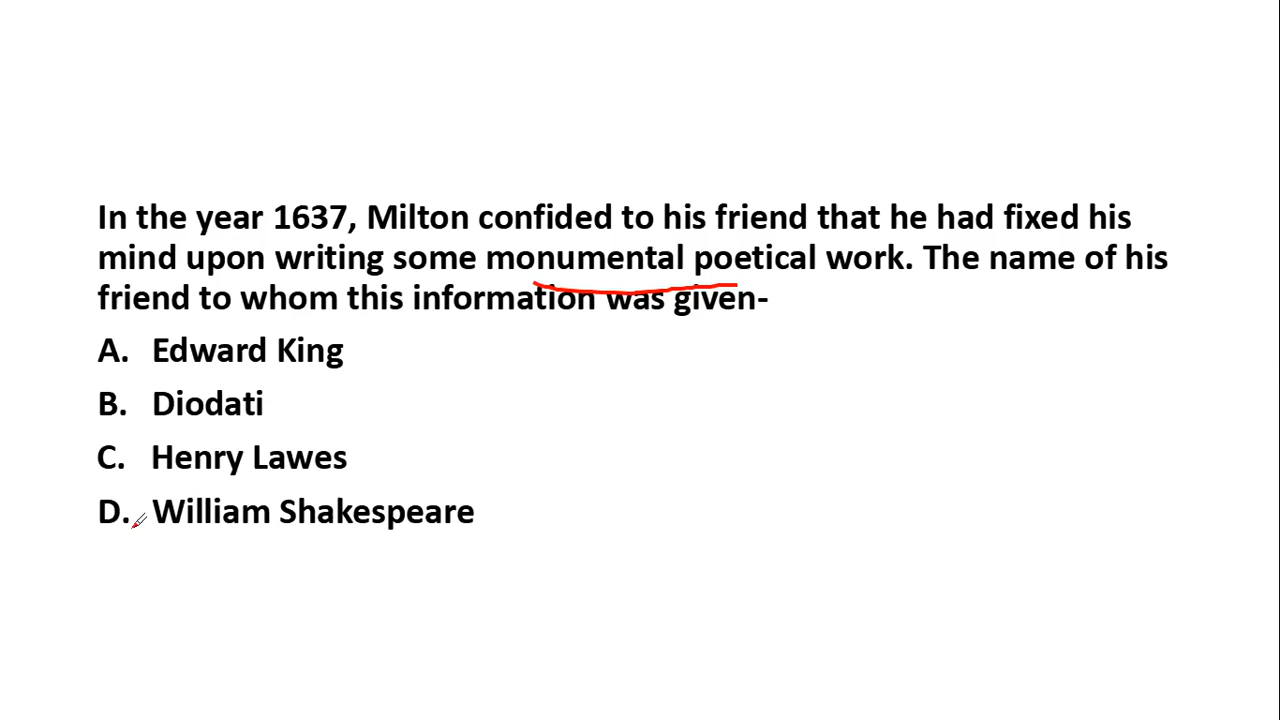 In the year 1637, Milton confided to his friend that he had fixed his
mind upon writing some monumental poetical work. The name of his
friend to whom this information was given-
A. Edward King
B. Diodati
C. Henry Lawes
D. William Shakespeare